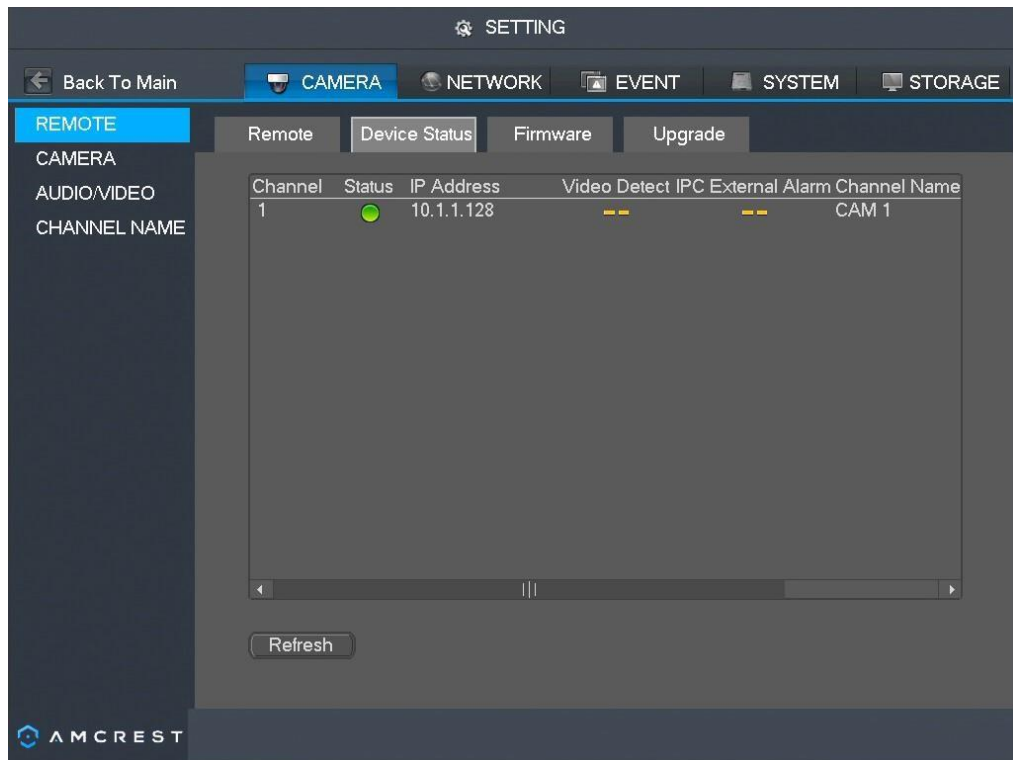 SETTING
Back To Main CAMERA NETWORK EVENT SYSTEM STORAGE
REMOTE
CAMERA
AUDIO/VIDEO
CHANNEL NAME
Remote Device Status Firmware Upgrade
Channel Status IP Address Video Detect IPC External Alarm Channel Name
1 10.1.1.128 -- -- CAM 1
Refresh
AMCREST